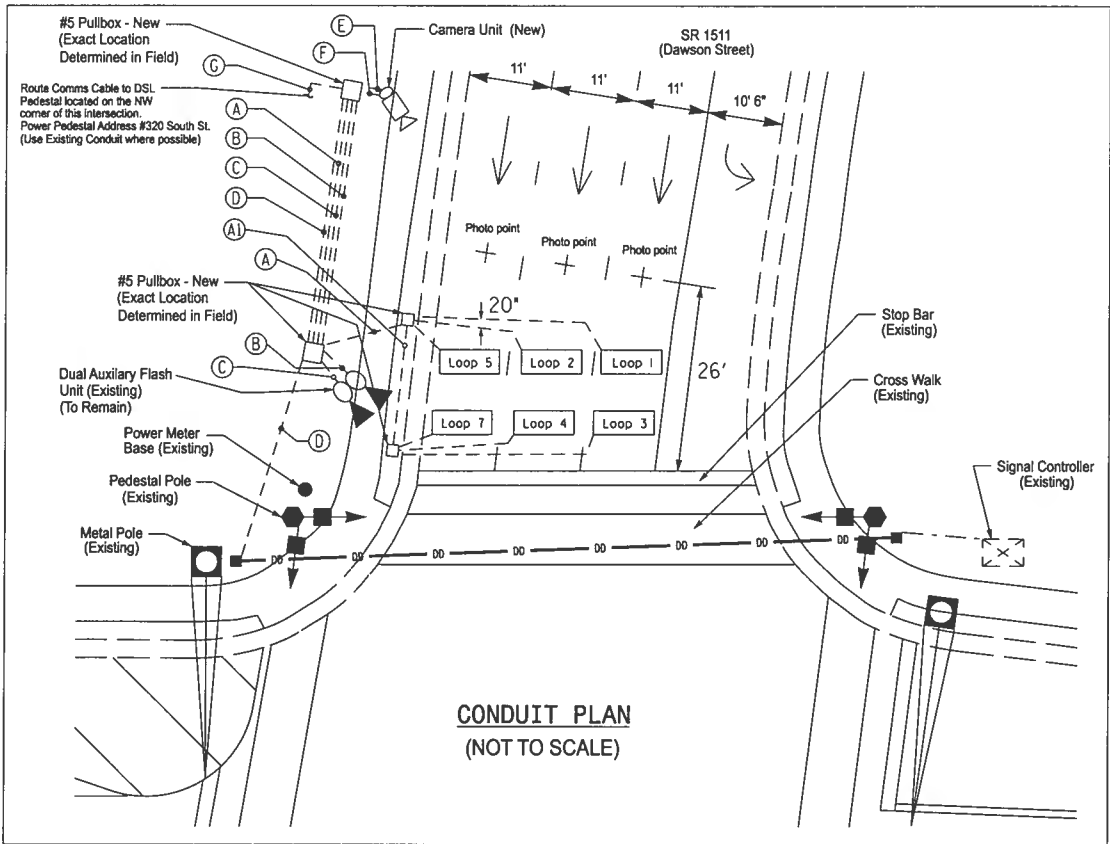 #5 Pullbox - New
(Exact Location
Determined in Field)
E
F
Camera Unit (New)
SR 1511
(Dawson Street)
11'
11'
11'
10' 6"
G
Route Comms Cable to DSL
Pedestal located on the NW
corner of this Intersection.
Power Pedestal Address #320 South St.
(Use Existing Conduit where possible)
A
B
C
D
A1
A
Photo point
Photo point
Photo point
#5 Pullbox - New
(Exact Location
Determined in Field)
20"
Loop 5
Loop 2
Loop 1
26'
Stop Bar
(Existing)
B
C
Dual Auxilary Flash
Unit (Existing)
(To Remain)
Cross Walk
(Existing)
Loop 7
Loop 4
Loop 3
D
Power Meter
Base (Existing)
Pedestal Pole
(Existing)
Signal Controller
(Existing)
Metal Pole
(Existing)
DD
DD
DD
DD
DD
DD
DD
DD
CONDUIT PLAN
(NOT TO SCALE)